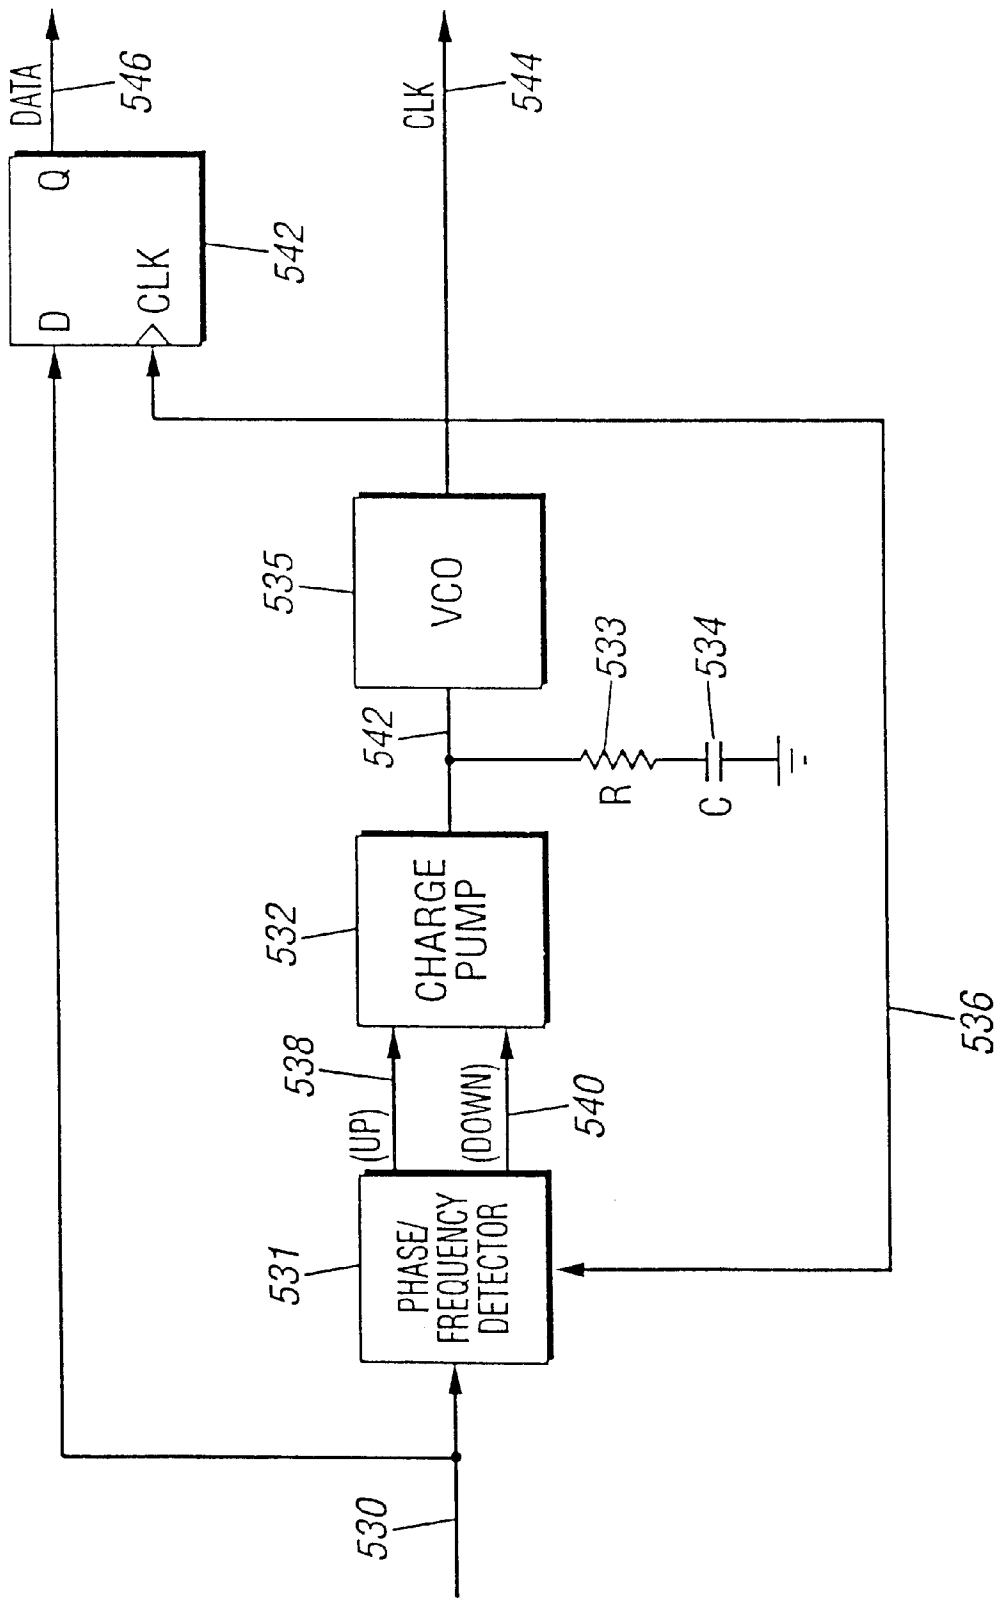 DATA
546
D
Q
CLK
542
CLK
544
535
VCO
542
533
R
534
C
532
CHARGE
PUMP
538
(UP)
(DOWN)
540
531
PHASE/
FREQUENCY
DETECTOR
536
530